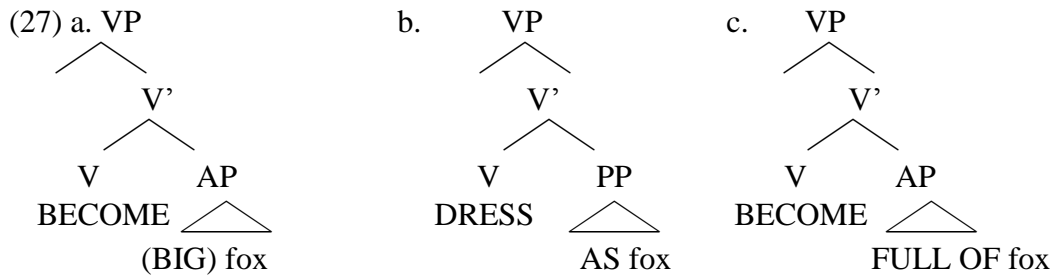 (27) a. VP b. VP c. VP
V’ V’ V’
V AP V PP V AP
BECOME DRESS BECOME
(BIG) fox AS fox FULL OF fox